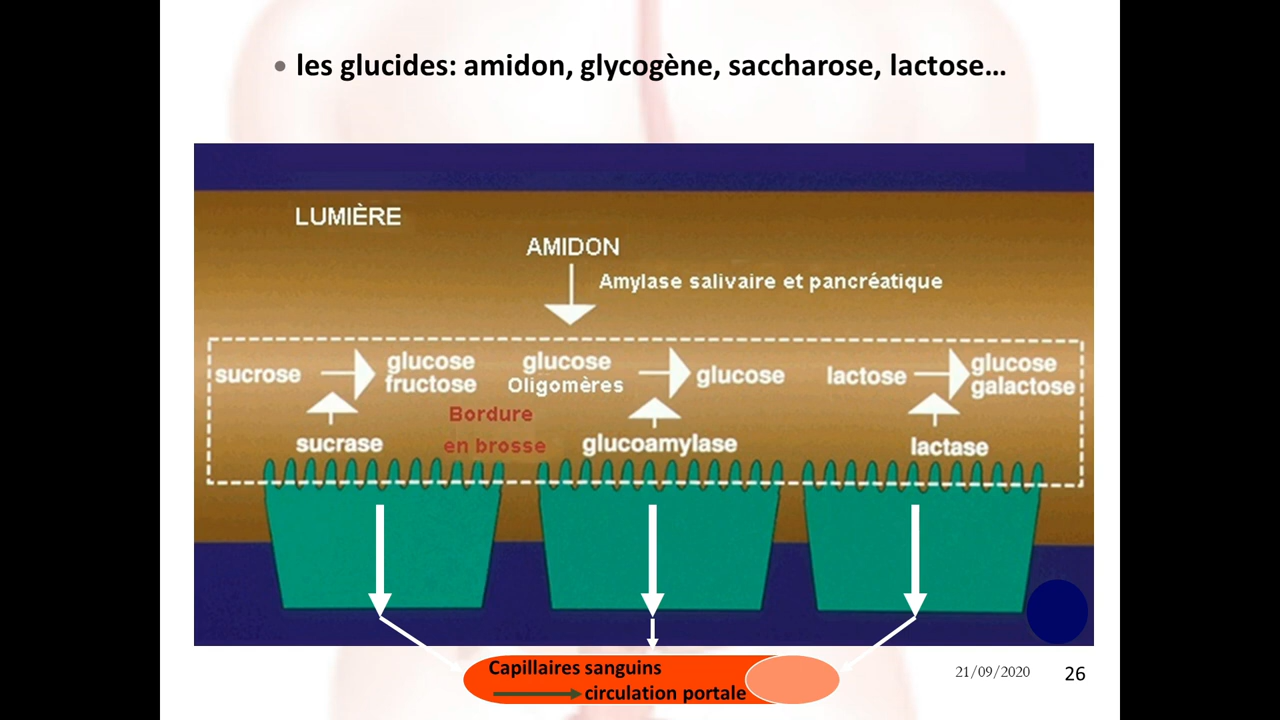 • les glucides: amidon, glycogène, saccharose, lactose…
LUMIÈRE
AMIDON
Amylase salivaire et pancréatique
sucrose
glucose
fructose
glucose
Oligomères
glucose
lactose
glucose
galactose
Bordure
en brosse
sucrase
glucoamylase
lactase
Capillaires sanguins
circulation portale
21/09/2020
26